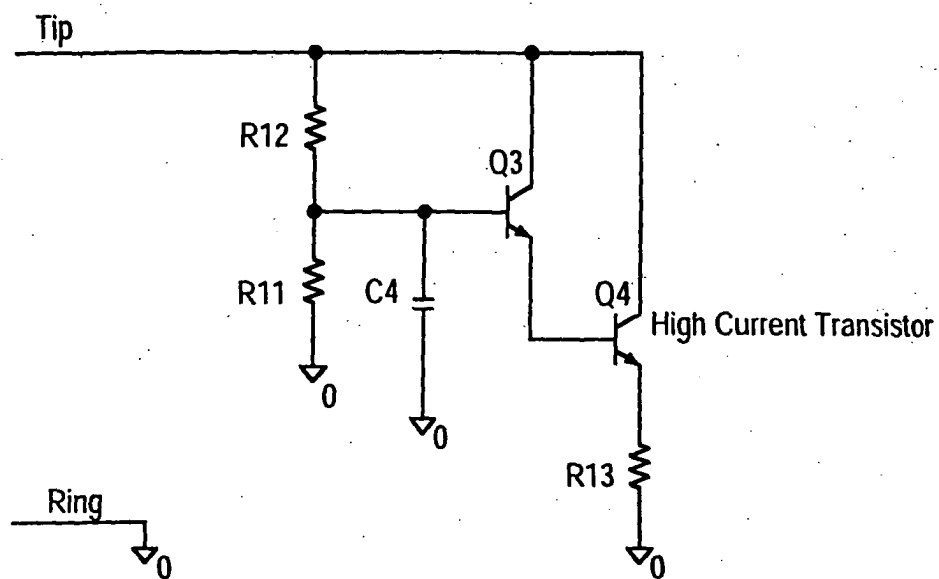 Tip
R12
Q3
R11
C4
Q4
High Current Transistor
0
0
R13
Ring
0
0